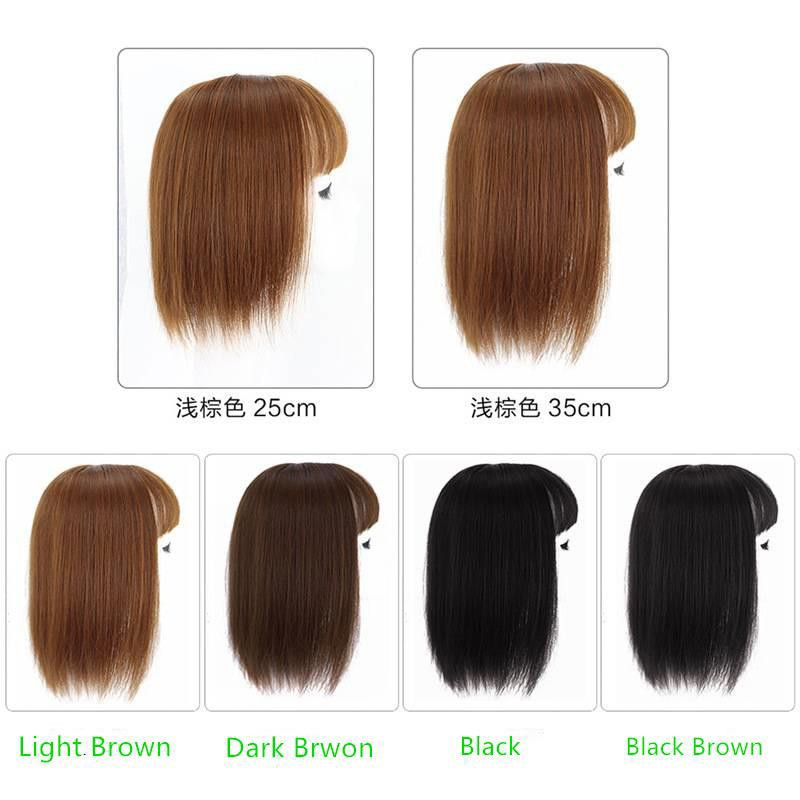 浅棕色 25cm
浅棕色 35cm
Light Brown
Dark Brwon
Black
Black Brown